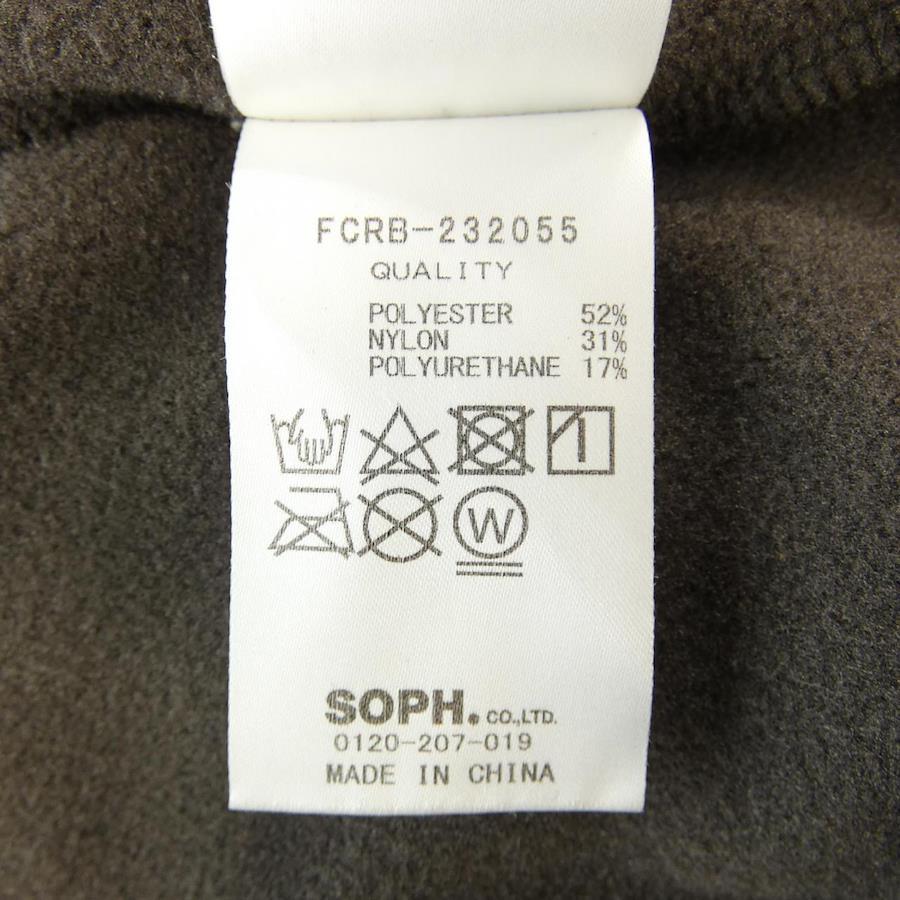 FCRB-232055
QUALITY
POLYESTER 52%
NYLON 31%
POLYURETHANE 17%
W
SOPH. CO.,LTD.
0120-207-019
MADE IN CHINA